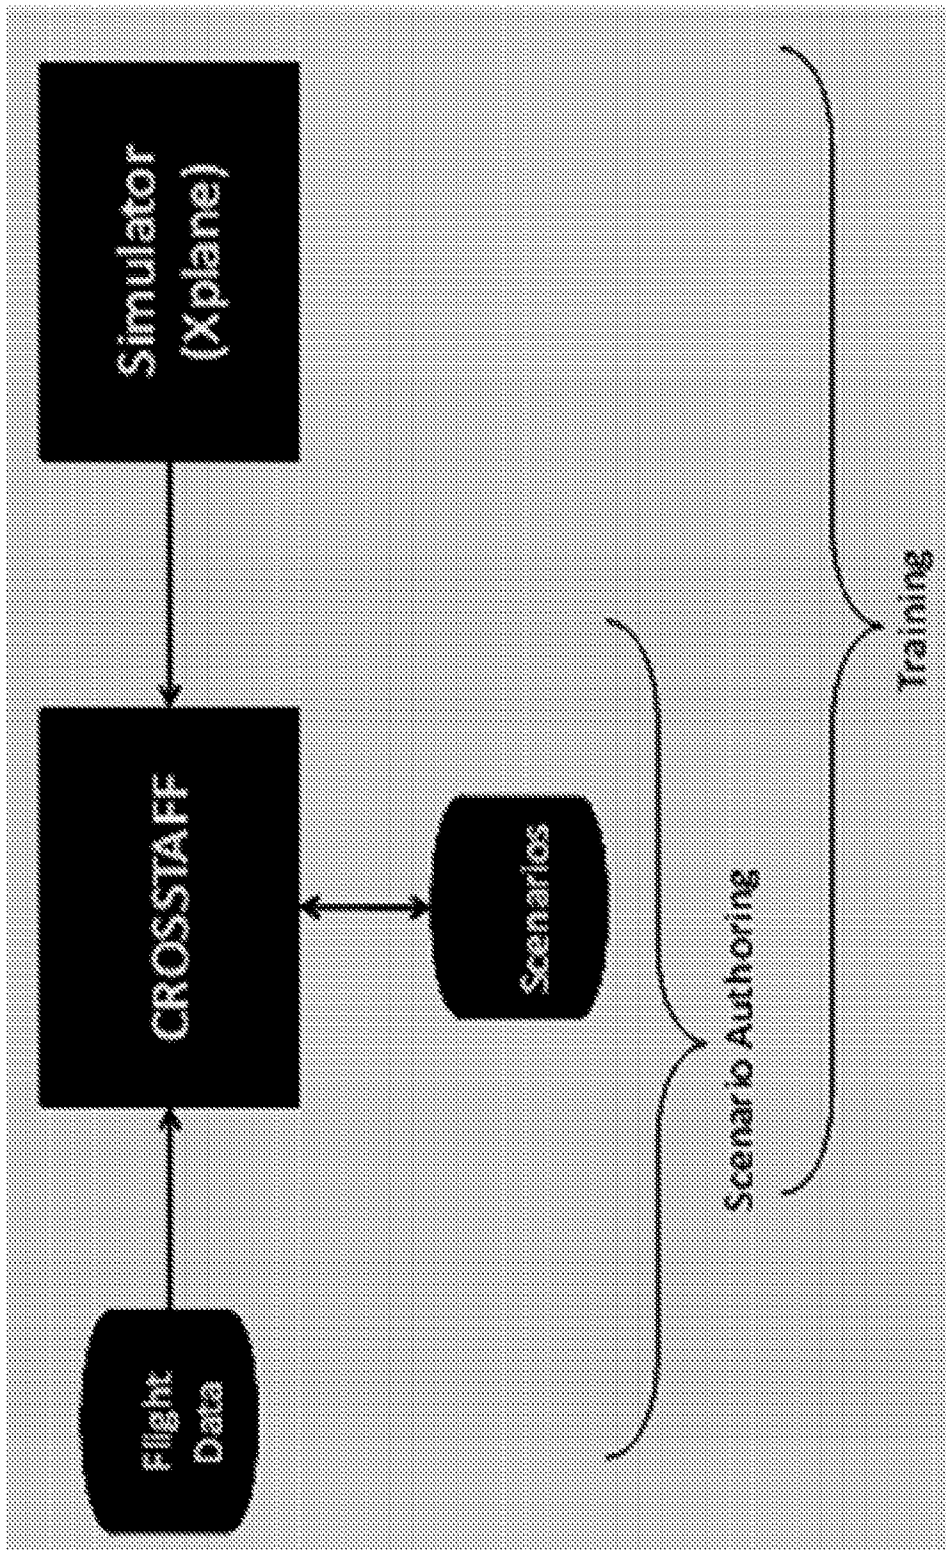 Flight
Data
CROSSTAFF
Simulator
(Xplane)
Scenarios
Scenario Authoring
Training